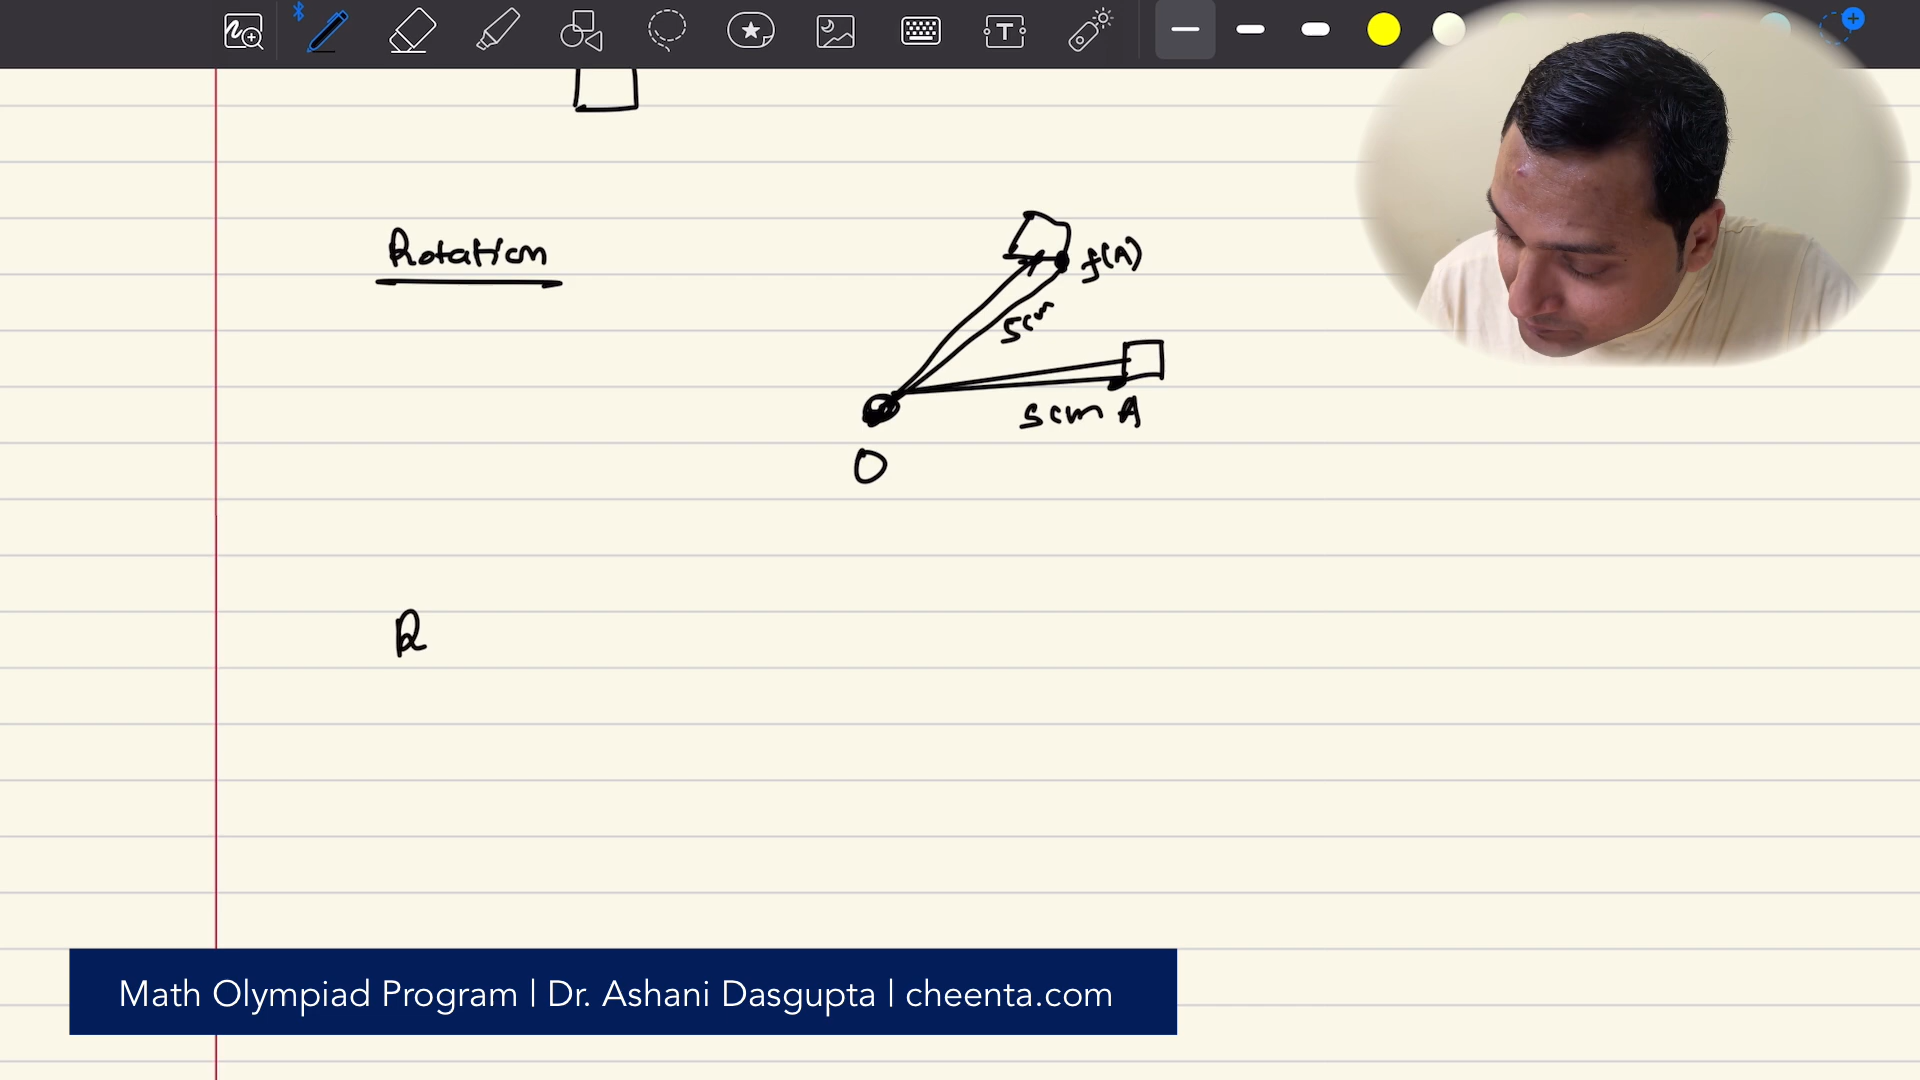 Rotation
f(A)
5cm
5cm A
O
R
Math Olympiad Program | Dr. Ashani Dasgupta | cheenta.com